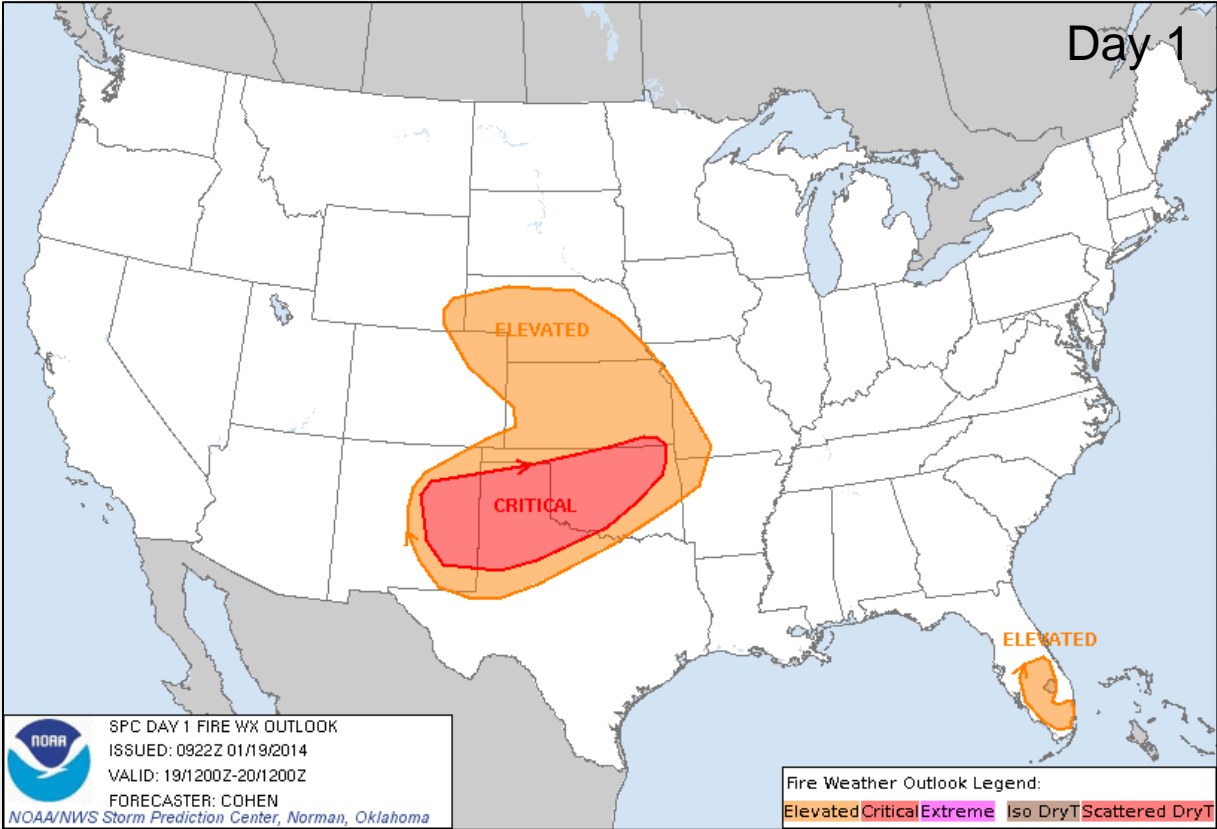 Day 1
ELEVATED
CRITICAL
ELEVATED
NOAA
SPC DAY 1 FIRE WX OUTLOOK
ISSUED: 0922Z 01/19/2014
VALID: 19/1200Z-20/1200Z
FORECASTER: COHEN
NOAA/NWS Storm Prediction Center, Norman, Oklahoma
Fire Weather Outlook Legend:
Elevated Critical Extreme Iso DryT Scattered DryT